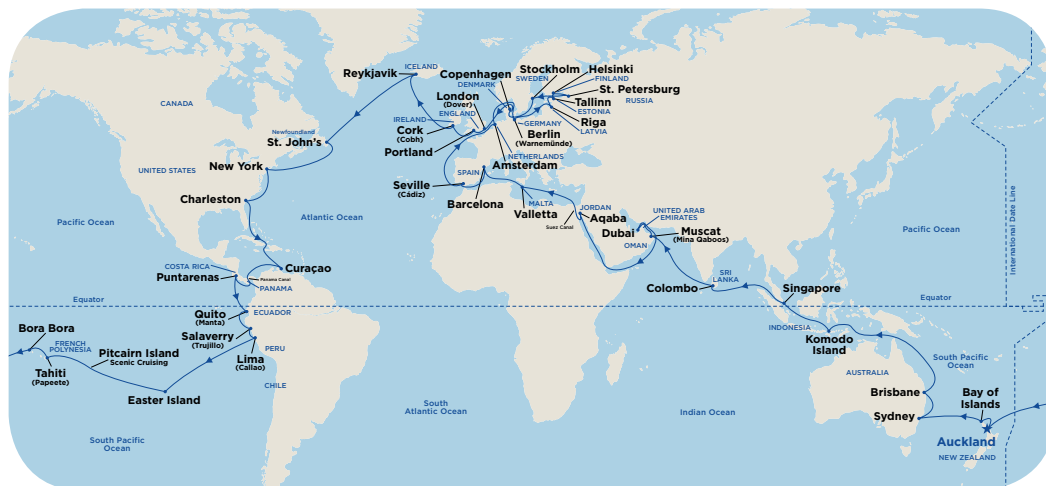 Reykjavik
ICELAND
Copenhagen
DENMARK
Stockholm
SWEDEN
Helsinki
FINLAND
St. Petersburg
RUSSIA
Tallinn
ESTONIA
Riga
LATVIA
London
(Dover)
ENGLAND
IRELAND
Cork
(Cobh)
Portland
GERMANY
Berlin
(Warnemünde)
NETHERLANDS
Amsterdam
CANADA
Newfoundland
St. John's
New York
UNITED STATES
Charleston
SPAIN
Seville
(Cádiz)
Barcelona
MALTA
Valletta
JORDAN
Aqaba
Suez Canal
UNITED ARAB
EMIRATES
Dubai
OMAN
Muscat
(Mina Qaboos)
Pacific Ocean
Atlantic Ocean
Pacific Ocean
International Date Line
COSTA RICA
Puntarenas
Curaçao
Panama Canal
PANAMA
Colombo
SRI
LANKA
Singapore
Equator
Equator
Quito
(Manta)
ECUADOR
Salaverry
(Trujillo)
Lima
(Callao)
PERU
CHILE
Bora Bora
FRENCH
POLYNESIA
Tahiti
(Papeete)
Pitcairn Island
Scenic Cruising
Easter Island
INDONESIA
Komodo
Island
South Pacific
Ocean
AUSTRALIA
Brisbane
Sydney
Bay of
Islands
Auckland
NEW ZEALAND
South
Atlantic Ocean
Indian Ocean
South Pacific
Ocean